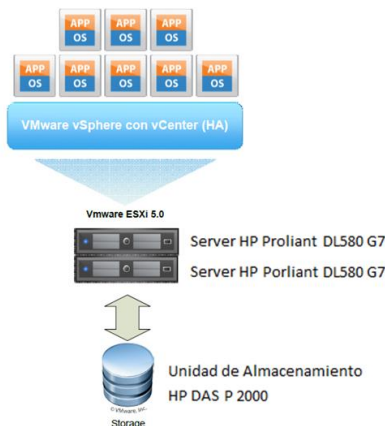 APP APP APP
OS OS OS
APP APP APP APP APP
OS OS OS OS OS
VMware vSphere con vCenter (HA)
Vmware ESXi 5.0
Server HP Proliant DL580 G7
Server HP Porliant DL580 G7
Unidad de Almacenamiento
HP DAS P 2000
© VMware, Inc.
Storage